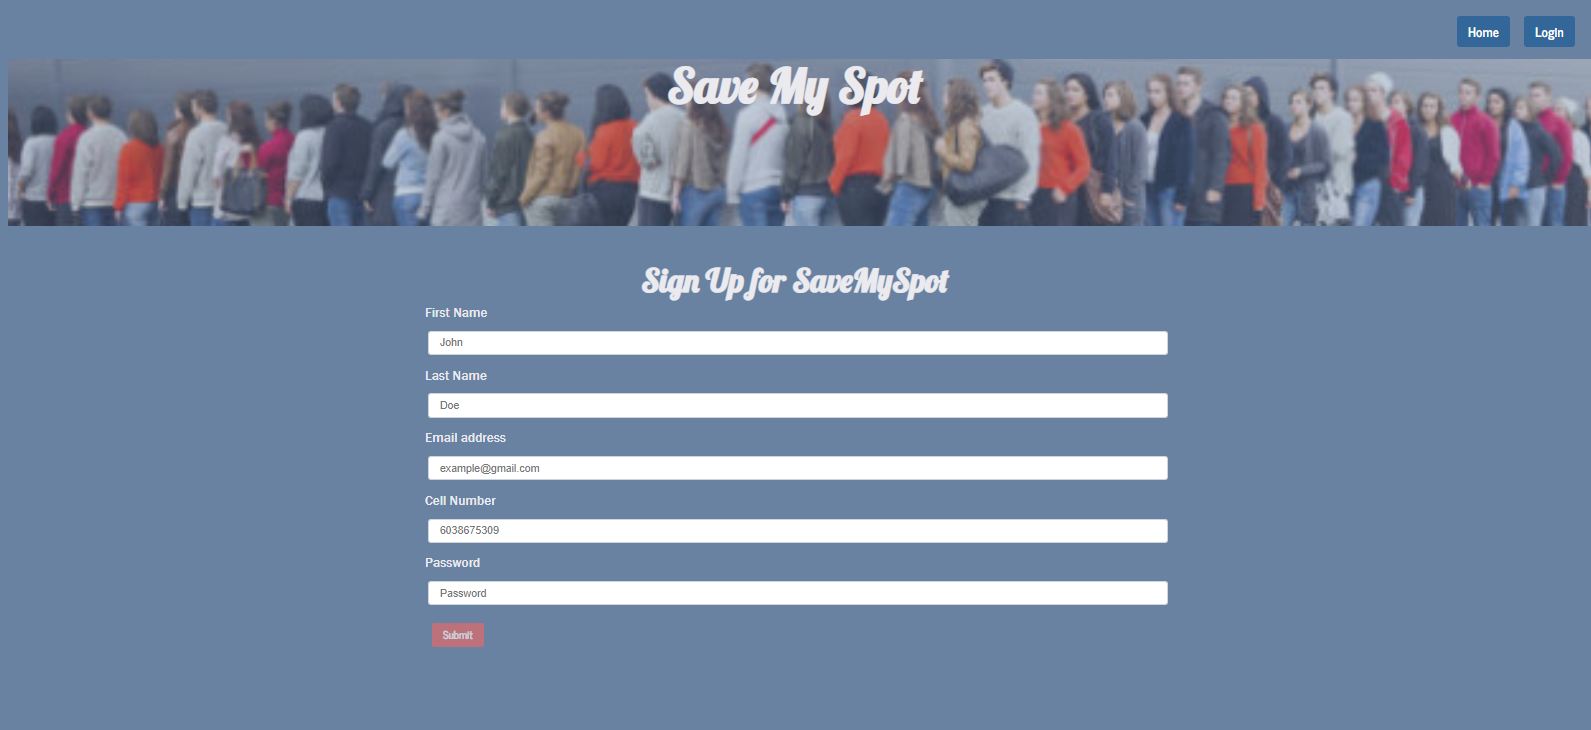 Home Login
Save My Spot
Sign Up for SaveMySpot
First Name
John
Last Name
Doe
Email address
example@gmail.com
Cell Number
6038675309
Password
Password
Submit